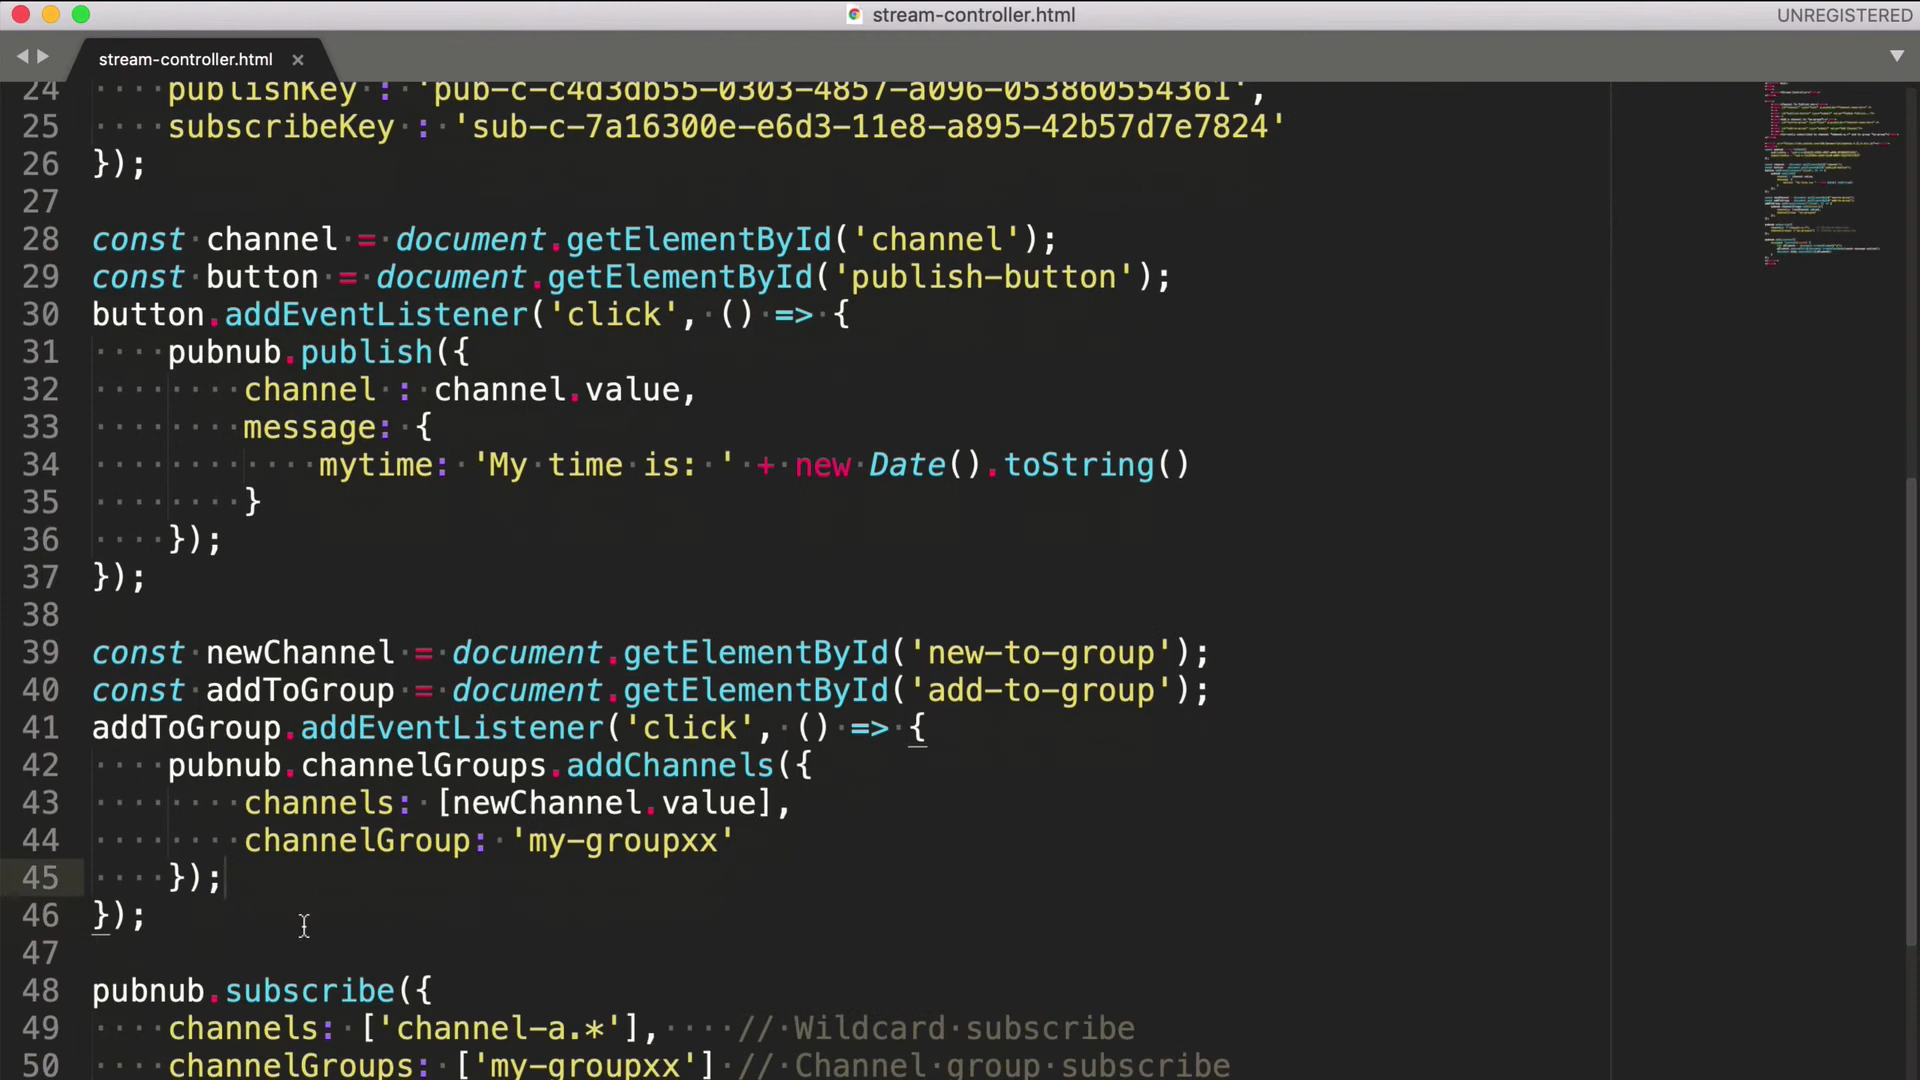 stream-controller.html
UNREGISTERED
stream-controller.html ×
24 publishKey : 'pub-c-c4d3db55-0303-4857-a096-053860554361',
25 subscribeKey : 'sub-c-7a16300e-e6d3-11e8-a895-42b57d7e7824'
26 });
27
28 const channel = document.getElementById('channel');
29 const button = document.getElementById('publish-button');
30 button.addEventListener('click', () => {
31 pubnub.publish({
32 channel : channel.value,
33 message: {
34 mytime: 'My time is: ' + new Date().toString()
35 }
36 });
37 });
38
39 const newChannel = document.getElementById('new-to-group');
40 const addToGroup = document.getElementById('add-to-group');
41 addToGroup.addEventListener('click', () => {
42 pubnub.channelGroups.addChannels({
43 channels: [newChannel.value],
44 channelGroup: 'my-groupxx'
45 });
46 });
47
48 pubnub.subscribe({
49 channels: ['channel-a.*'], // Wildcard subscribe
50 channelGroups: ['my-groupxx'] // Channel group subscribe